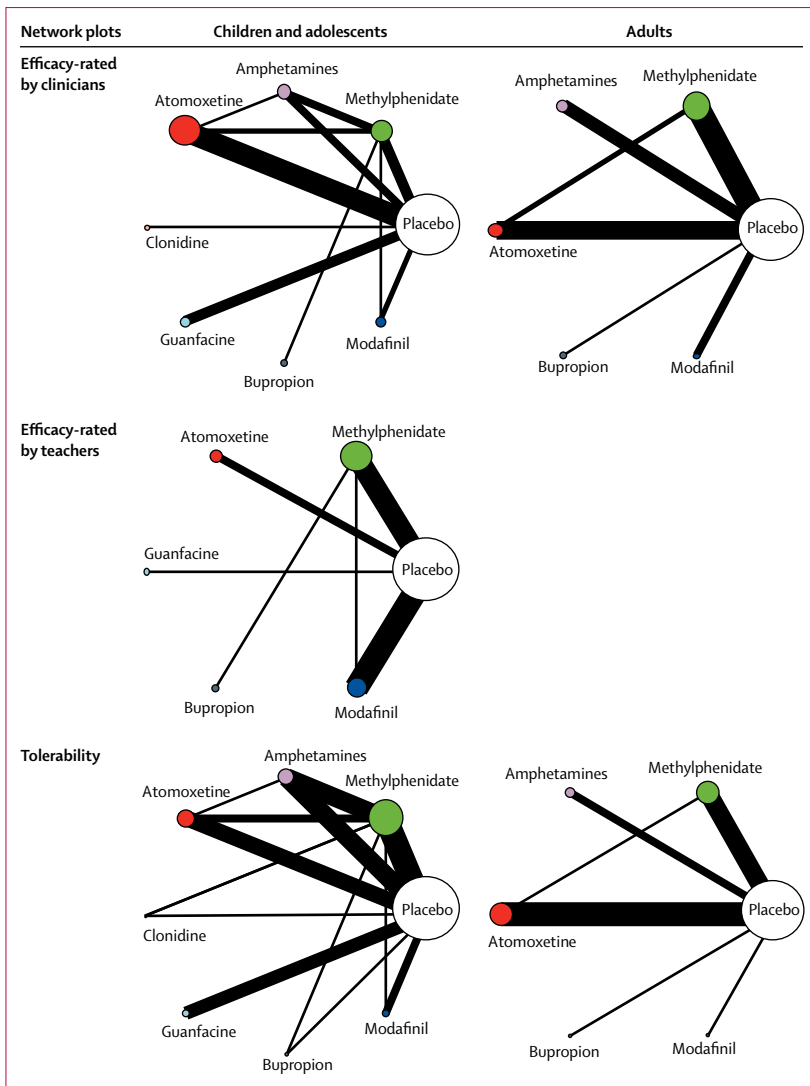 Network plots
Children and adolescents
Adults
Efficacy-rated
by clinicians
Amphetamines
Atomoxetine
Methylphenidate
Placebo
Clonidine
Guanfacine
Modafinil
Bupropion
Methylphenidate
Amphetamines
Placebo
Atomoxetine
Bupropion
Modafinil
Efficacy-rated
by teachers
Atomoxetine
Methylphenidate
Guanfacine
Placebo
Bupropion
Modafinil
Tolerability
Amphetamines
Methylphenidate
Atomoxetine
Placebo
Clonidine
Guanfacine
Modafinil
Bupropion
Methylphenidate
Amphetamines
Placebo
Atomoxetine
Bupropion
Modafinil